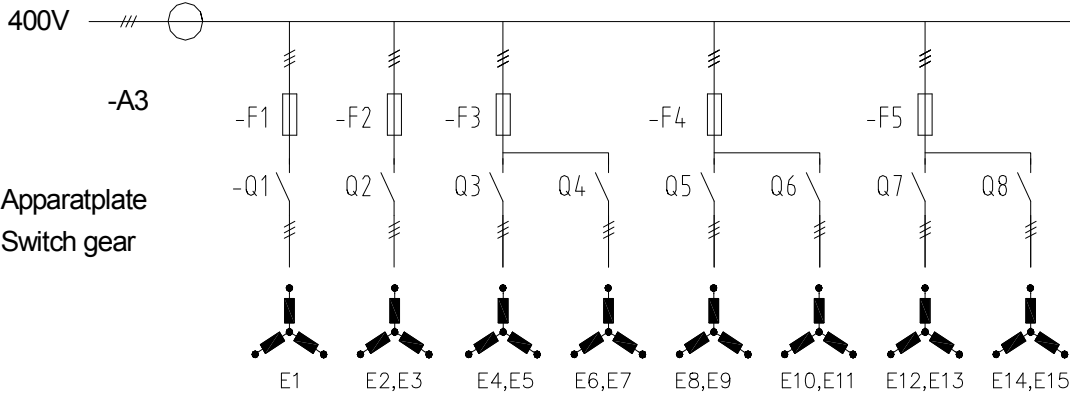 400V
-A3
-F1 -F2 -F3 -F4 -F5
-Q1 Q2 Q3 Q4 Q5 Q6 Q7 Q8
Apparatplate
Switch gear
E1 E2,E3 E4,E5 E6,E7 E8,E9 E10,E11 E12,E13 E14,E15